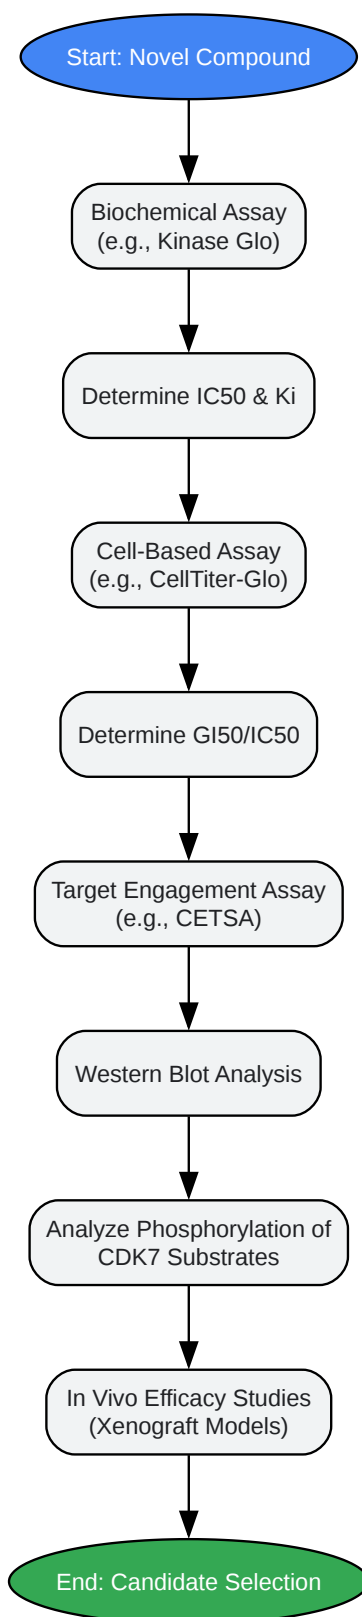 Start: Novel Compound
Biochemical Assay
(e.g., Kinase Glo)
Determine IC50 & Ki
Cell-Based Assay
(e.g., CellTiter-Glo)
Determine GI50/IC50
Target Engagement Assay
(e.g., CETSA)
Western Blot Analysis
Analyze Phosphorylation of
CDK7 Substrates
In Vivo Efficacy Studies
(Xenograft Models)
End: Candidate Selection